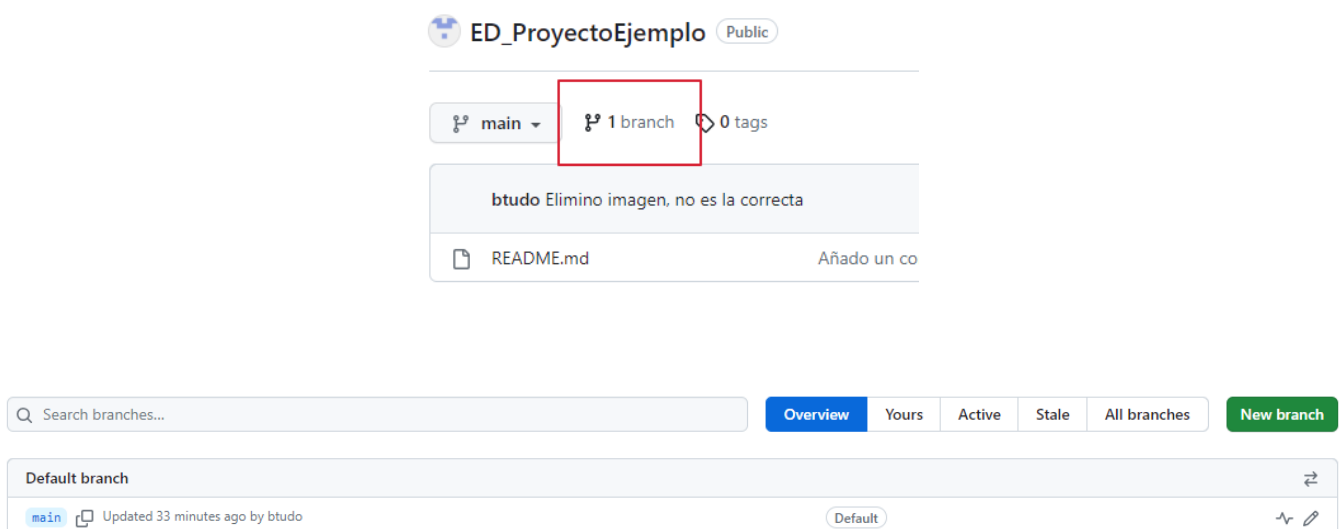 ED_ProyectoEjemplo Public
main 1 branch 0 tags
btudo Elimino imagen, no es la correcta
README.md Añado un co
Search branches... Overview Yours Active Stale All branches New branch
Default branch
main Updated 33 minutes ago by btudo Default